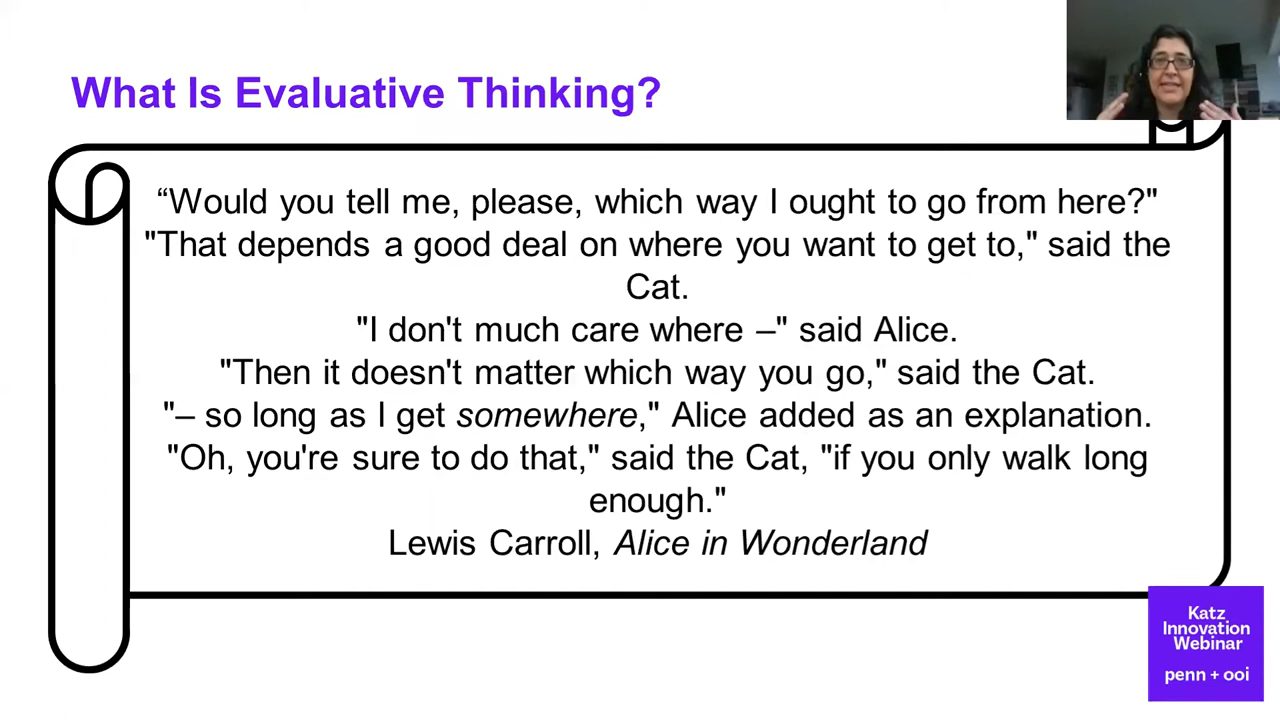 What Is Evaluative Thinking?
“Would you tell me, please, which way I ought to go from here?"
"That depends a good deal on where you want to get to," said the
Cat.
"I don't much care where –" said Alice.
"Then it doesn't matter which way you go," said the Cat.
"– so long as I get somewhere," Alice added as an explanation.
"Oh, you're sure to do that," said the Cat, "if you only walk long
enough."
Lewis Carroll, Alice in Wonderland
Katz
Innovation
Webinar
penn + ooi